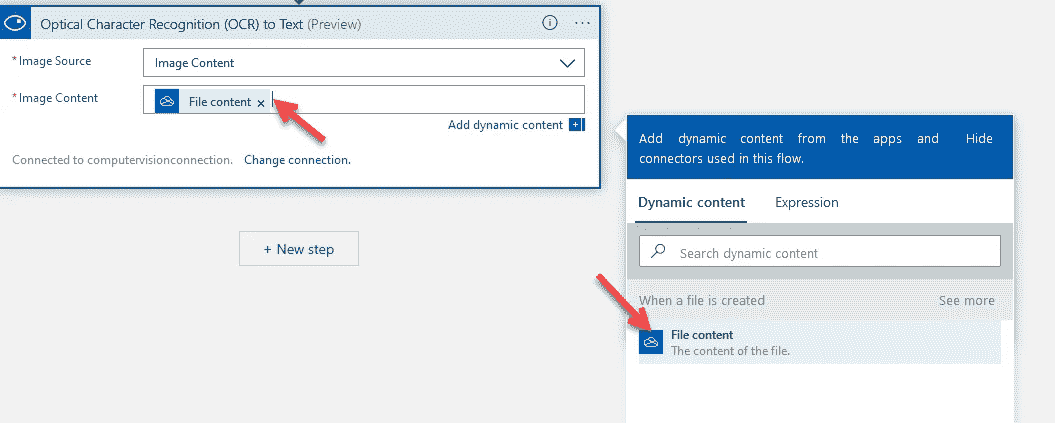 Optical Character Recognition (OCR) to Text (Preview)
* Image Source
Image Content
* Image Content
File content ×
Add dynamic content
Connected to computervisionconnection. Change connection.
+ New step
Add dynamic content from the apps and Hide
connectors used in this flow.
Dynamic content Expression
Search dynamic content
When a file is created See more
File content
The content of the file.